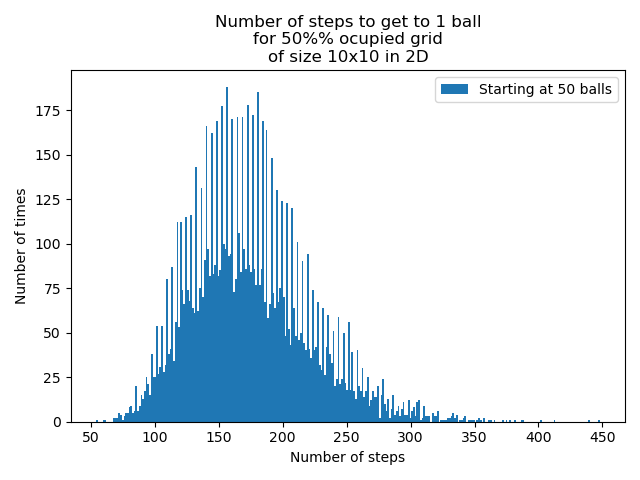 Number of steps to get to 1 ball
for 50%% ocupied grid
of size 10x10 in 2D
Starting at 50 balls
175
150
125
100
75
50
25
0
Number of times
50 100 150 200 250 300 350 400 450
Number of steps